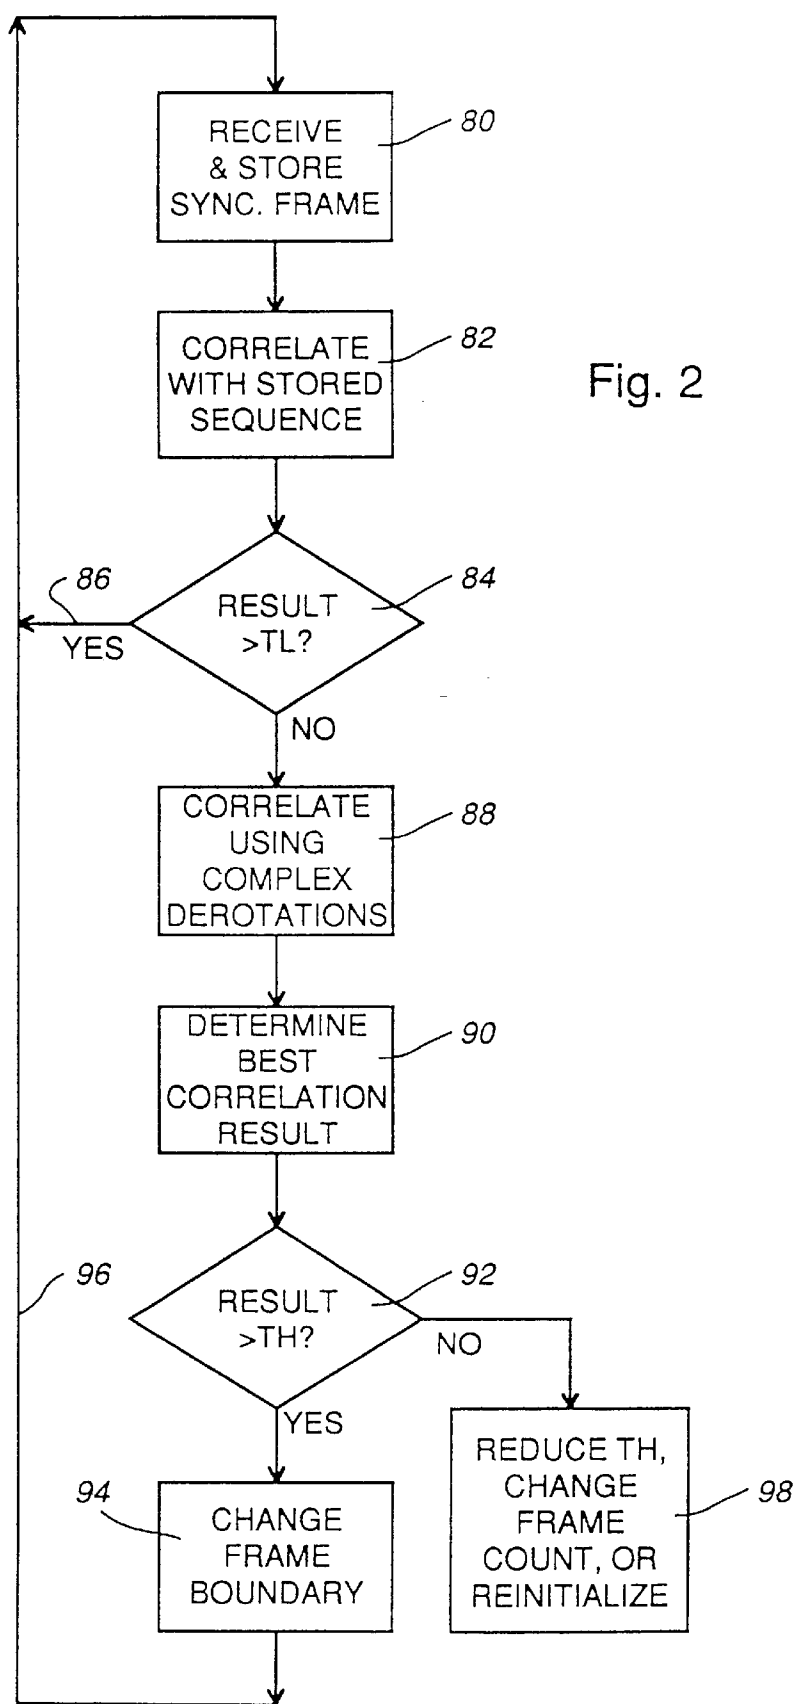 RECEIVE
& STORE
SYNC. FRAME
80
CORRELATE
WITH STORED
SEQUENCE
82
Fig. 2
RESULT
>TL?
84
86
YES
NO
CORRELATE
USING
COMPLEX
DEROTATIONS
88
DETERMINE
BEST
CORRELATION
RESULT
90
RESULT
>TH?
92
96
NO
YES
CHANGE
FRAME
BOUNDARY
94
REDUCE TH,
CHANGE
FRAME
COUNT, OR
REINITIALIZE
98